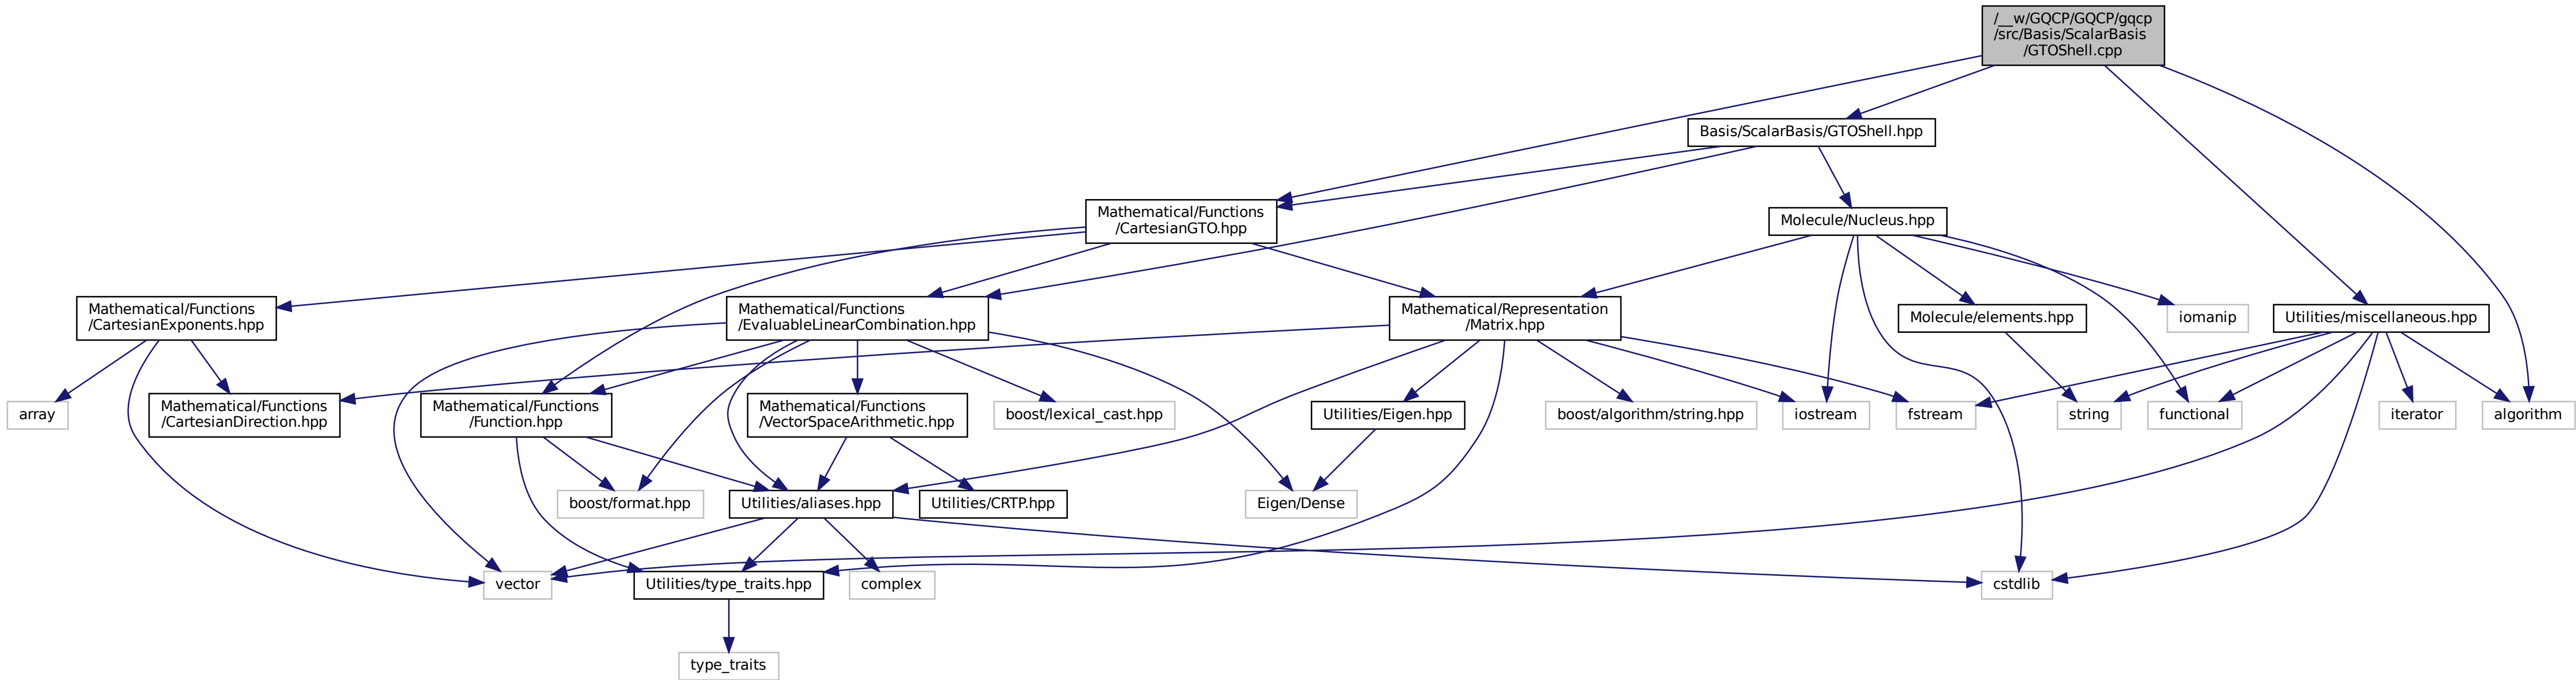 /__w/GQCP/GQCP/gqcp
/src/Basis/ScalarBasis
/GTOShell.cpp
Basis/ScalarBasis/GTOShell.hpp
Mathematical/Functions
/CartesianGTO.hpp
Molecule/Nucleus.hpp
Mathematical/Functions
/CartesianExponents.hpp
Mathematical/Functions
/EvaluableLinearCombination.hpp
Mathematical/Representation
/Matrix.hpp
Molecule/elements.hpp
iomanip
Utilities/miscellaneous.hpp
array
Mathematical/Functions
/CartesianDirection.hpp
Mathematical/Functions
/Function.hpp
Mathematical/Functions
/VectorSpaceArithmetic.hpp
boost/lexical_cast.hpp
Utilities/Eigen.hpp
boost/algorithm/string.hpp
iostream
fstream
string
functional
iterator
algorithm
boost/format.hpp
Utilities/aliases.hpp
Utilities/CRTP.hpp
Eigen/Dense
vector
Utilities/type_traits.hpp
complex
cstdlib
type_traits